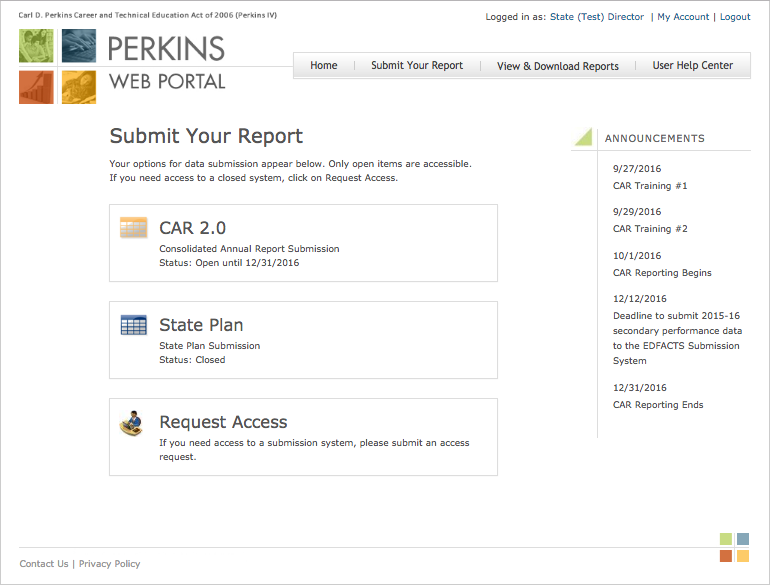 Carl D. Perkins Career and Technical Education Act of 2006 (Perkins IV)
Logged in as: State (Test) Director | My Account | Logout
PERKINS
WEB PORTAL
Home | Submit Your Report | View & Download Reports | User Help Center
Submit Your Report
Your options for data submission appear below. Only open items are accessible.
If you need access to a closed system, click on Request Access.
CAR 2.0
Consolidated Annual Report Submission
Status: Open until 12/31/2016
State Plan
State Plan Submission
Status: Closed
Request Access
If you need access to a submission system, please submit an access
request.
ANNOUNCEMENTS
9/27/2016
CAR Training #1
9/29/2016
CAR Training #2
10/1/2016
CAR Reporting Begins
12/12/2016
Deadline to submit 2015-16
secondary performance data
to the EDFACTS Submission
System
12/31/2016
CAR Reporting Ends
Contact Us | Privacy Policy